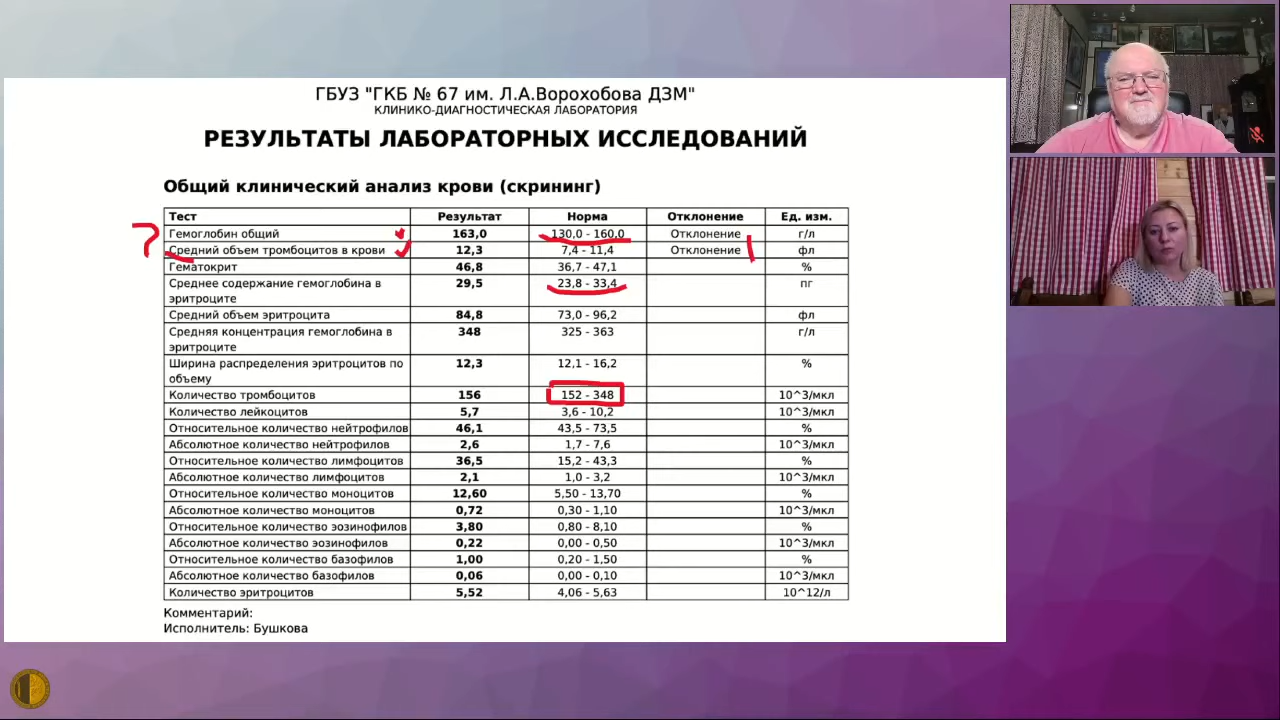 ГБУЗ "ГКБ № 67 им. Л.А.Ворохобова ДЗМ"
КЛИНИКО-ДИАГНОСТИЧЕСКАЯ ЛАБОРАТОРИЯ
РЕЗУЛЬТАТЫ ЛАБОРАТОРНЫХ ИССЛЕДОВАНИЙ
Общий клинический анализ крови (скрининг)
Тест Результат Норма Отклонение Ед. изм.
?
Гемоглобин общий 163,0 130,0 - 160,0 Отклонение г/л
Средний объем тромбоцитов в крови 12,3 7,4 - 11,4 Отклонение фл
Гематокрит 46,8 36,7 - 47,1 %
Среднее содержание гемоглобина в 29,5 23,8 - 33,4 пг
эритроците
Средний объем эритроцита 84,8 73,0 - 96,2 фл
Средняя концентрация гемоглобина в 348 325 - 363 г/л
эритроците
Ширина распределения эритроцитов по 12,3 12,1 - 16,2 %
объему
Количество тромбоцитов 156 152 - 348 10^3/мкл
Количество лейкоцитов 5,7 3,6 - 10,2 10^3/мкл
Относительное количество нейтрофилов 46,1 43,5 - 73,5 %
Абсолютное количество нейтрофилов 2,6 1,7 - 7,6 10^3/мкл
Относительное количество лимфоцитов 36,5 15,2 - 43,3 %
Абсолютное количество лимфоцитов 2,1 1,0 - 3,2 10^3/мкл
Относительное количество моноцитов 12,60 5,50 - 13,70 %
Абсолютное количество моноцитов 0,72 0,30 - 1,10 10^3/мкл
Относительное количество эозинофилов 3,80 0,80 - 8,10 %
Абсолютное количество эозинофилов 0,22 0,00 - 0,50 10^3/мкл
Относительное количество базофилов 1,00 0,20 - 1,50 %
Абсолютное количество базофилов 0,06 0,00 - 0,10 10^3/мкл
Количество эритроцитов 5,52 4,06 - 5,63 10^12/л
Комментарий:
Исполнитель: Бушкова